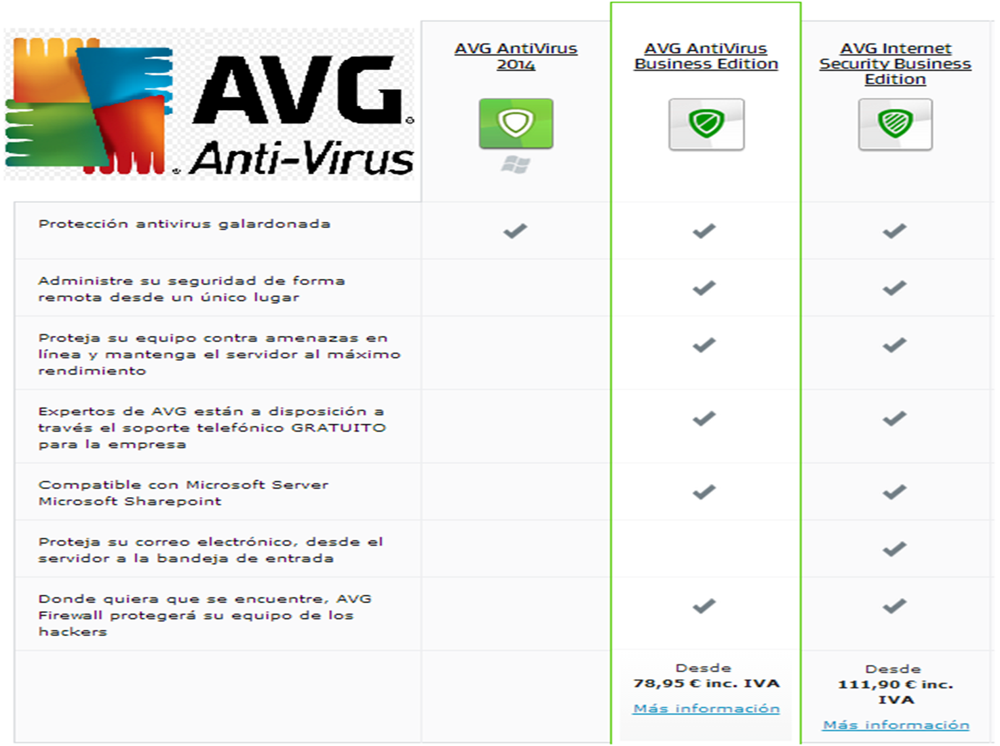 AVG
Anti-Virus
AVG AntiVirus
2014
AVG AntiVirus
Business Edition
AVG Internet
Security Business
Edition
Protección antivirus galardonada
Administre su seguridad de forma
remota desde un único lugar
Proteja su equipo contra amenazas en
línea y mantenga el servidor al máximo
rendimiento
Expertos de AVG están a disposición a
través el soporte telefónico GRATUITO
para la empresa
Compatible con Microsoft Server
Microsoft Sharepoint
Proteja su correo electrónico, desde el
servidor a la bandeja de entrada
Donde quiera que se encuentre, AVG
Firewall protegerá su equipo de los
hackers
Desde
78,95 € inc. IVA
Más información
Desde
111,90 € inc.
IVA
Más información